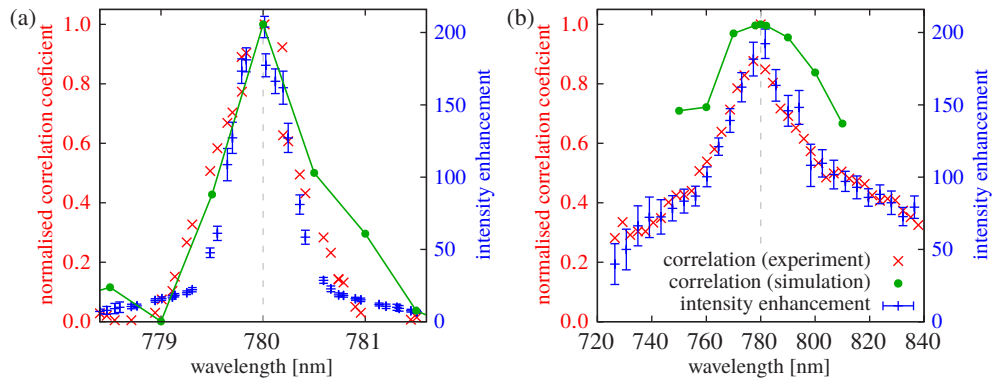 (a)
normalised correlation coeficient
1.0
0.8
0.6
0.4
0.2
0.0
779
780
781
wavelength [nm]
200
150
100
50
0
intensity enhancement
(b)
normalised correlation coeficient
1.0
0.8
0.6
0.4
0.2
0.0
correlation (experiment)
correlation (simulation)
intensity enhancement
720
740
760
780
800
820
840
wavelength [nm]
200
150
100
50
0
intensity enhancement